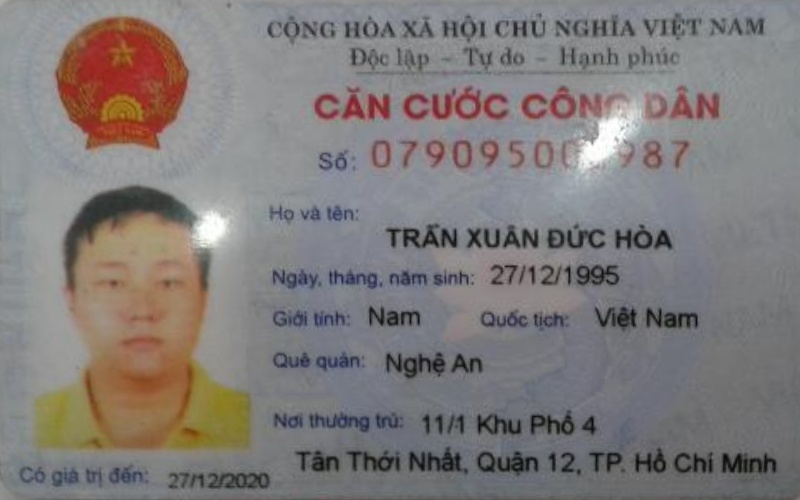 CỘNG HÒA XÃ HỘI CHỦ NGHĨA VIỆT NAM
Độc lập - Tự do - Hạnh phúc
CĂN CƯỚC CÔNG DÂN
Số:
Họ và tên:
TRẦN XUÂN ĐỨC HÒA
Ngày, tháng, năm sinh: 27/12/1995
Giới tính: Nam Quốc tịch: Việt Nam
Quê quán: Nghệ An
Nơi thường trú: 11/1 Khu Phố 4
Tân Thới Nhất, Quận 12, TP. Hồ Chí Minh
Có giá trị đến: 27/12/2020